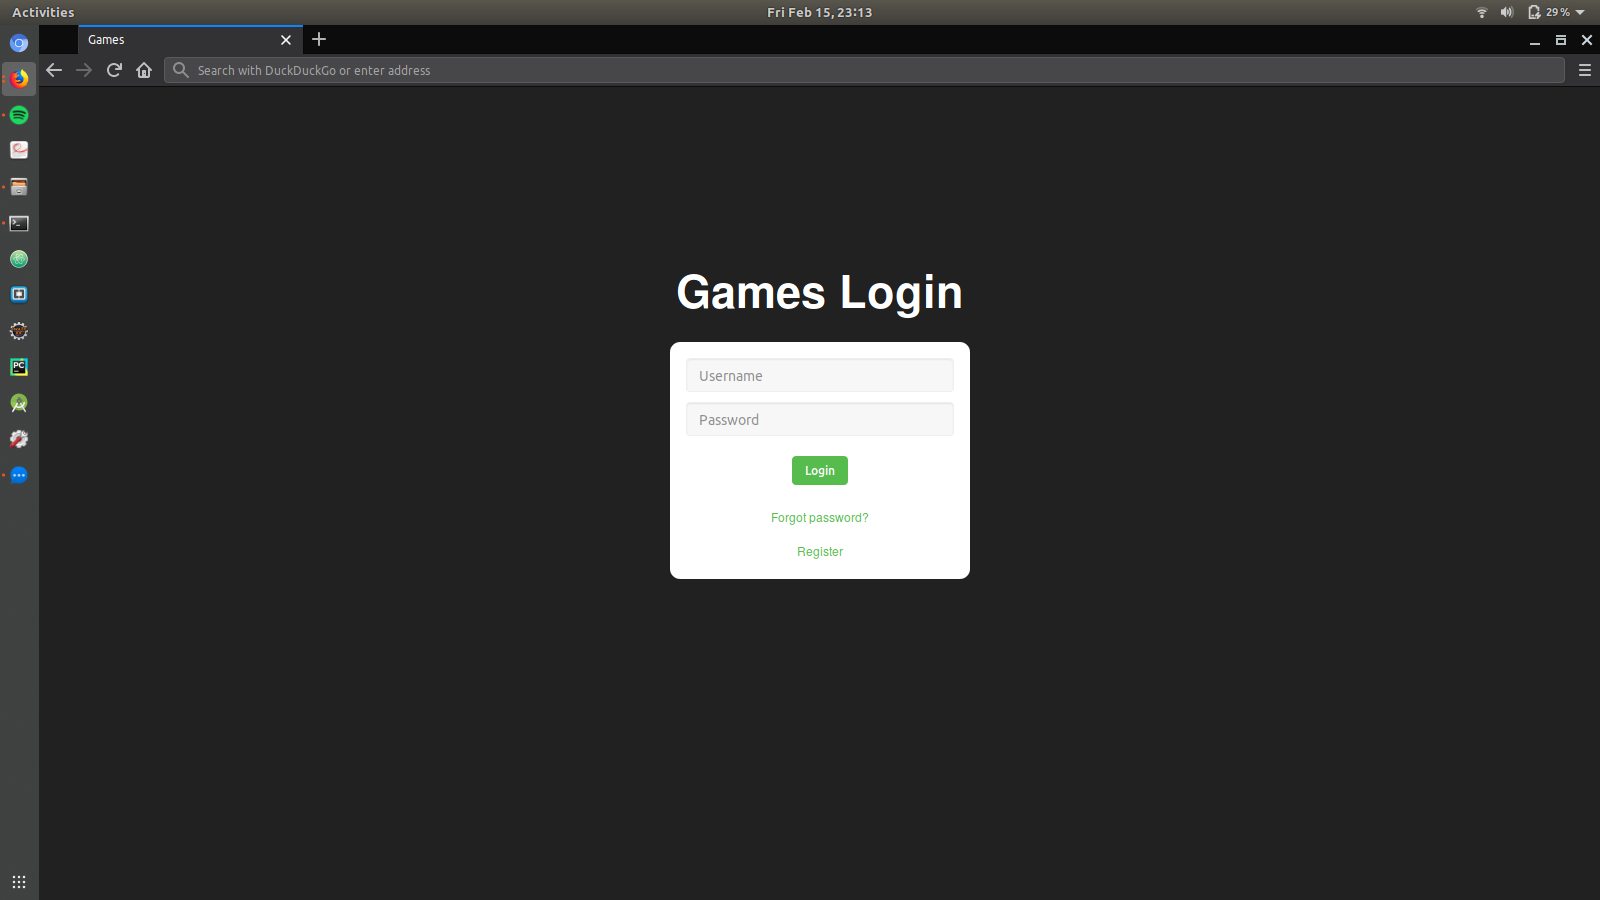 Activities
Fri Feb 15, 23:13
29 %
Games
Search with DuckDuckGo or enter address
PC
Games Login
Username
Password
Login
Forgot password?
Register